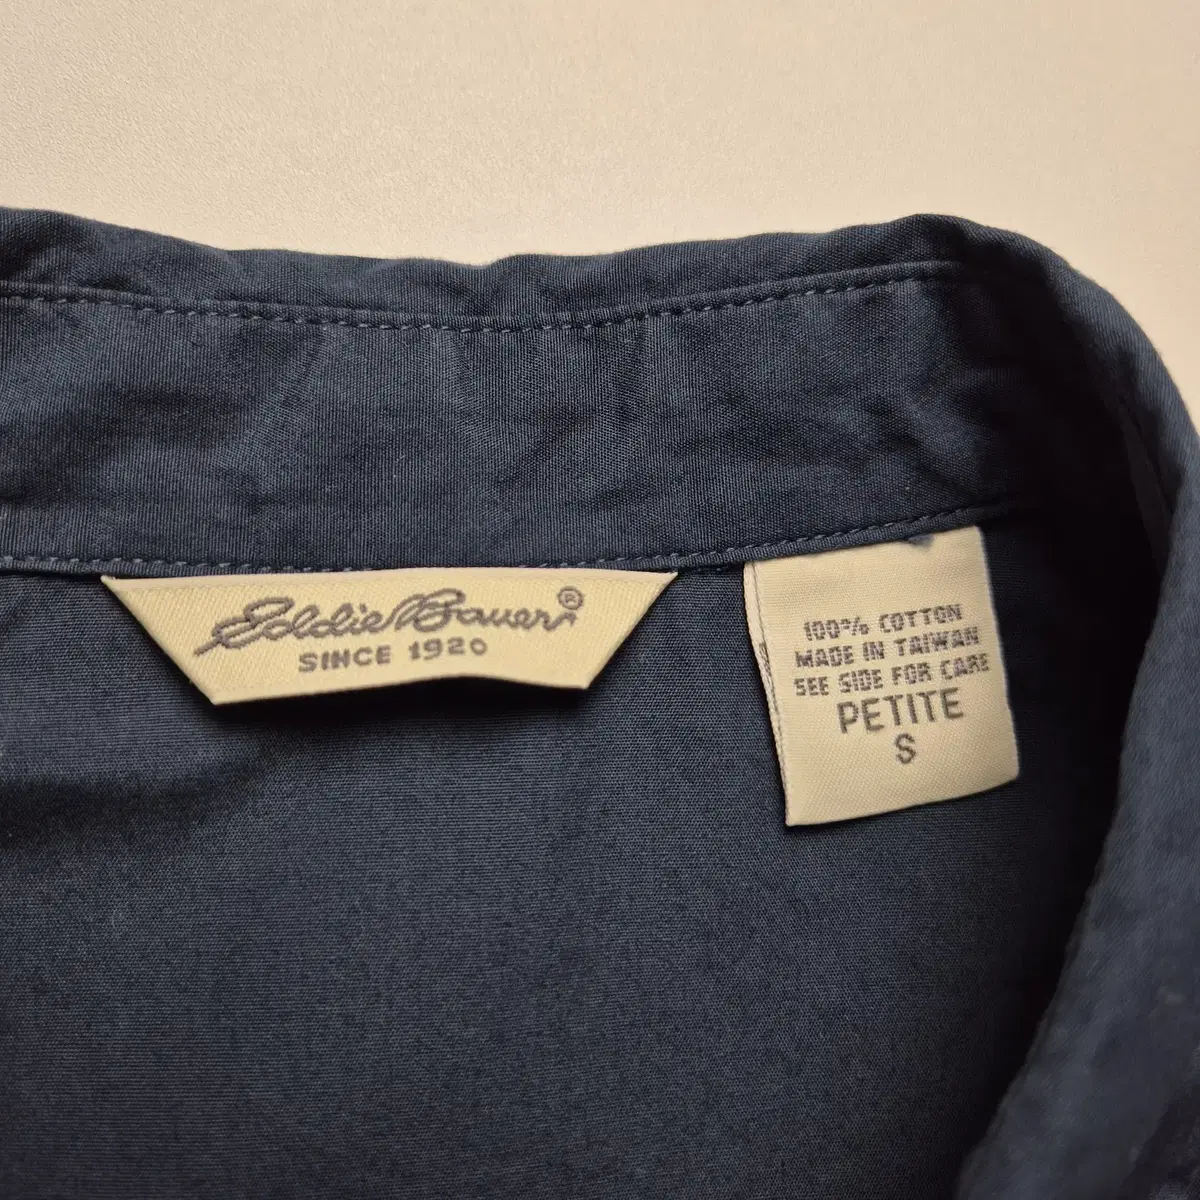 Eddie Bauer®
SINCE 1920
100% COTTON
MADE IN TAIWAN
SEE SIDE FOR CARE
PETITE
S